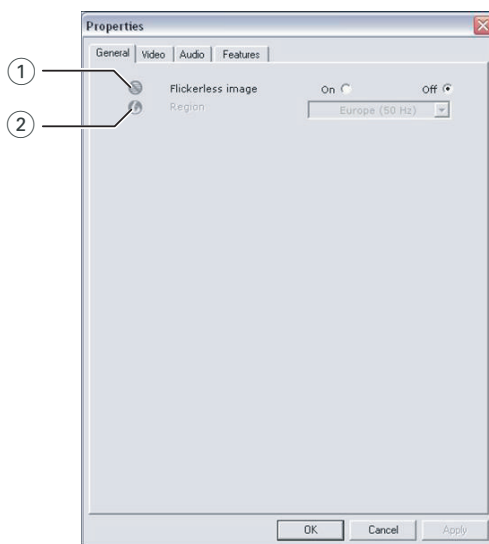 Properties
General Video Audio Features
1
Flickerless image On Off
2
Region Europe (50 Hz)
OK Cancel Apply